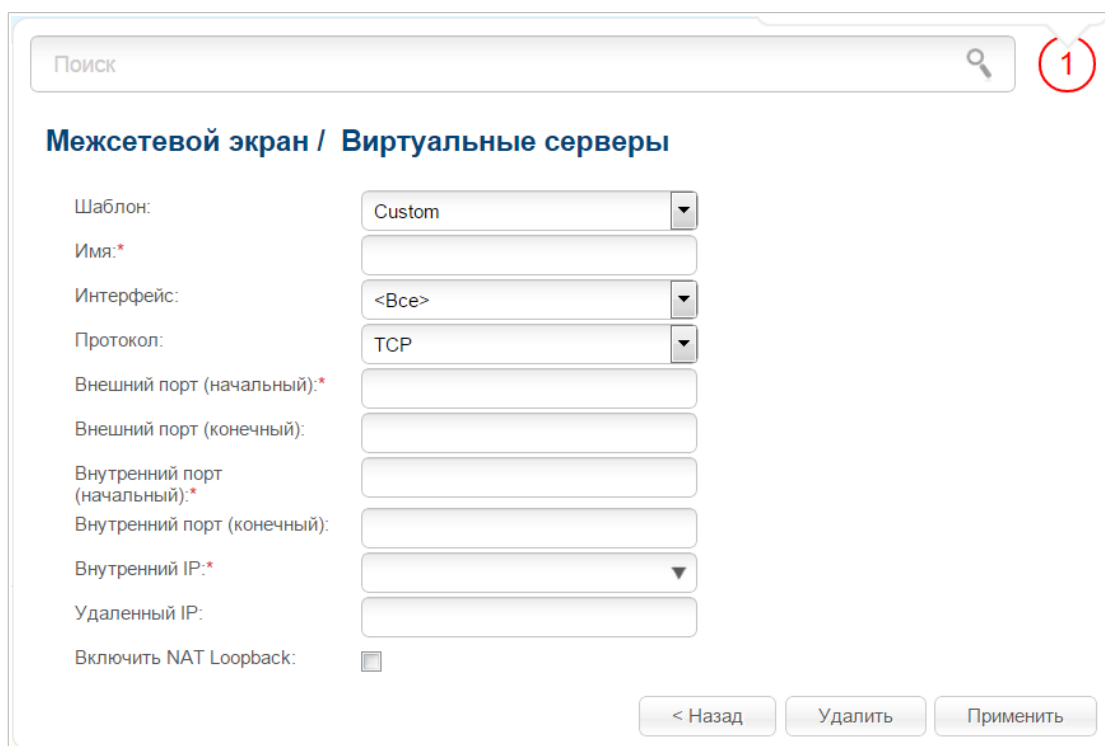 Поиск
1
Межсетевой экран / Виртуальные серверы
Шаблон: Custom
Имя:*
Интерфейс: <Все>
Протокол: TCP
Внешний порт (начальный):*
Внешний порт (конечный):
Внутренний порт
(начальный):*
Внутренний порт (конечный):
Внутренний IP:*
Удаленный IP:
Включить NAT Loopback:
< Назад Удалить Применить